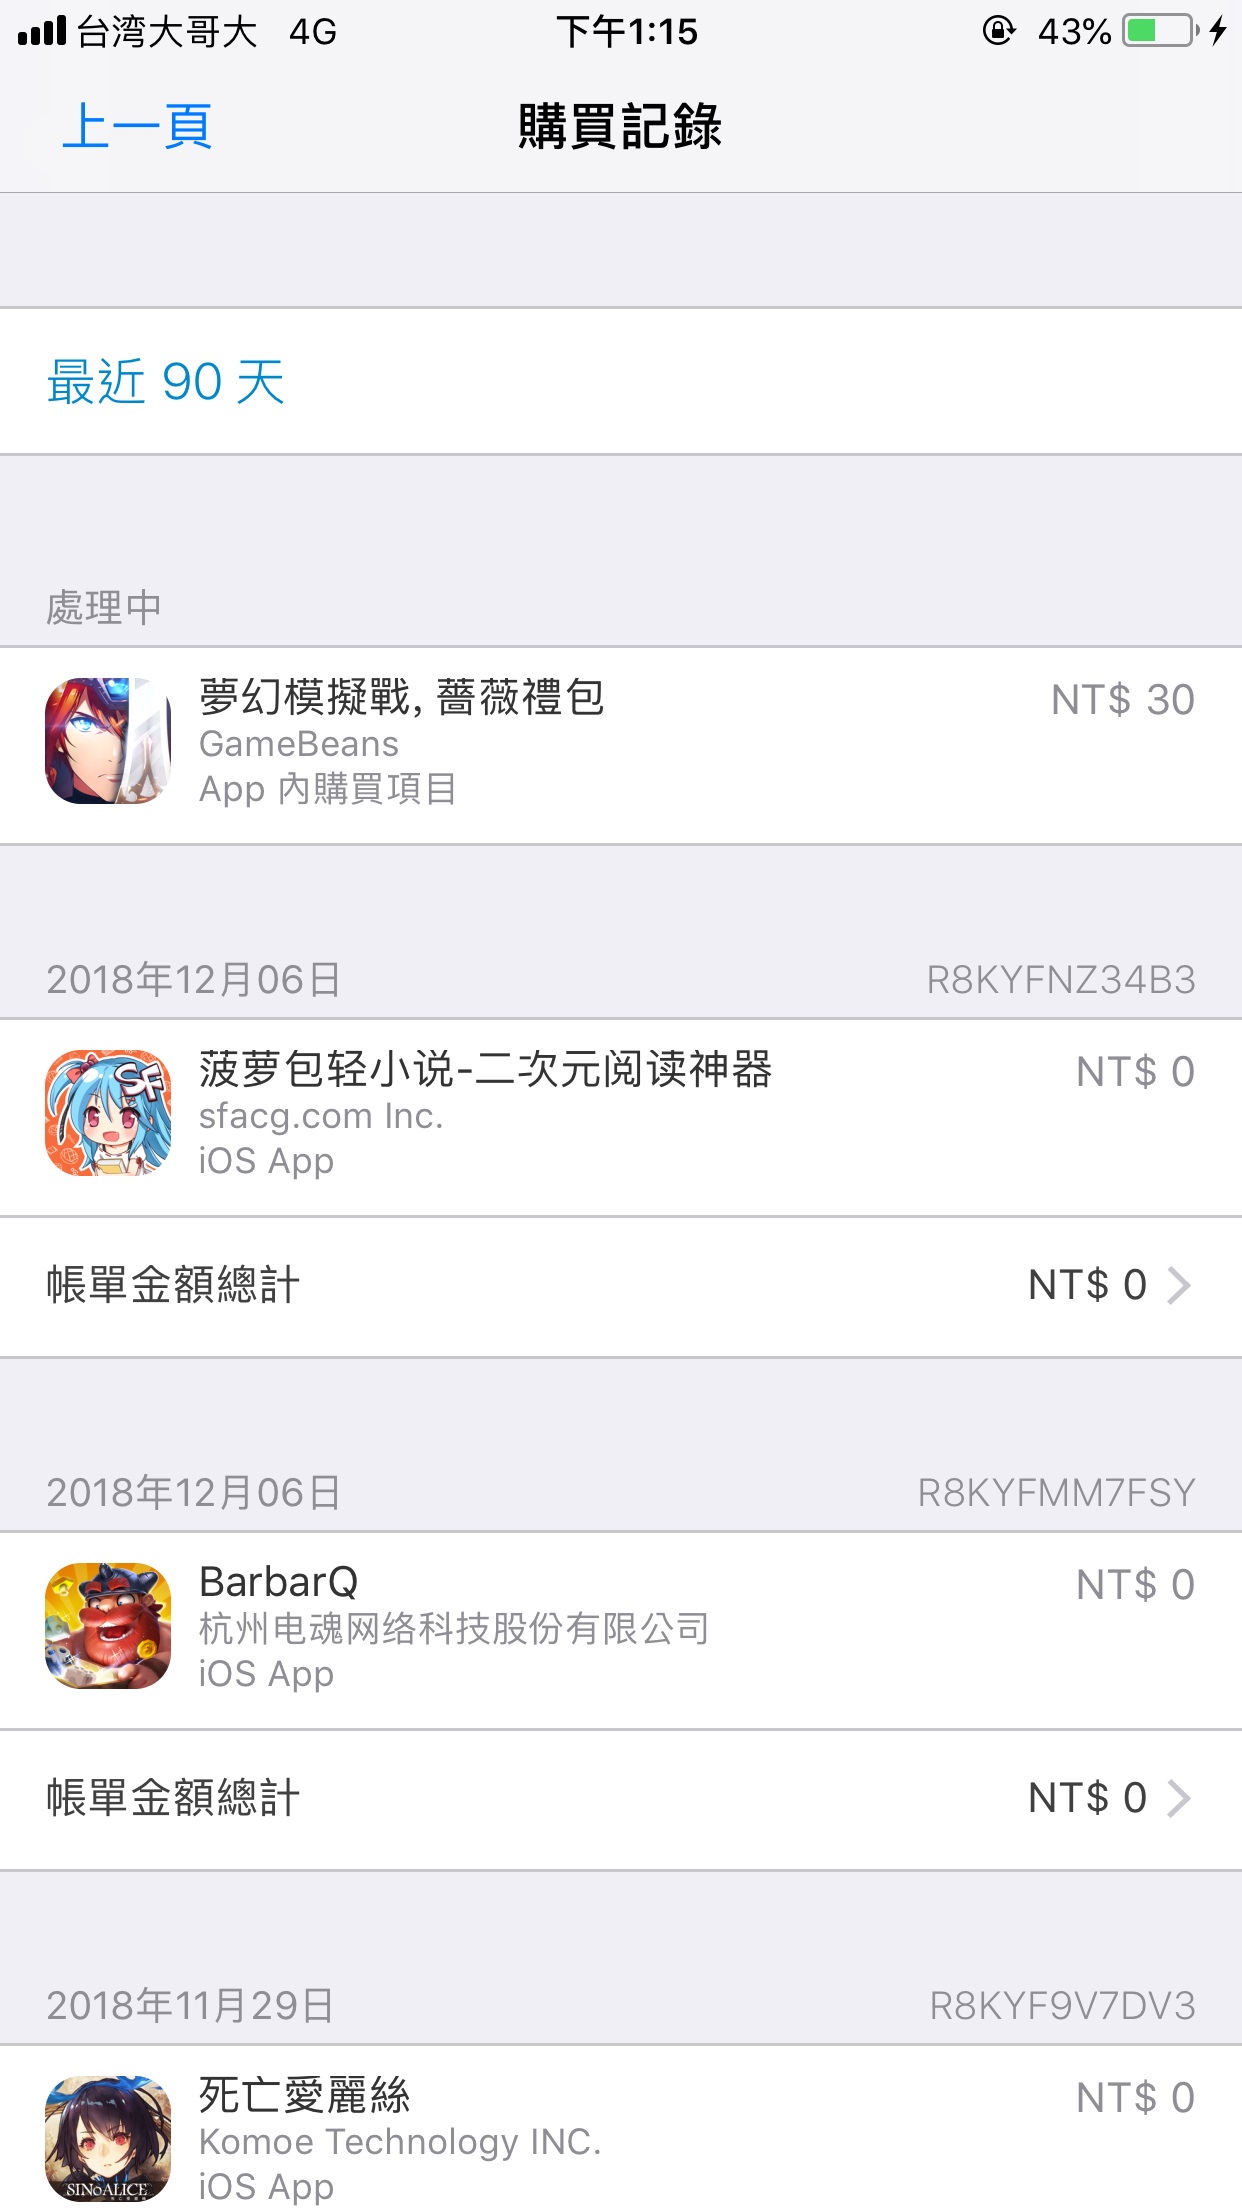 台湾大哥大 4G 下午1:15 43%
上一頁 購買記錄
最近 90 天
處理中
夢幻模擬戰, 薔薇禮包 NT$ 30
GameBeans
App 內購買項目
2018年12月06日 R8KYFNZ34B3
SF
菠萝包轻小说-二次元阅读神器 NT$ 0
sfacg.com Inc.
iOS App
帳單金額總計 NT$ 0
2018年12月06日 R8KYFMM7FSY
BarbarQ NT$ 0
杭州电魂网络科技股份有限公司
iOS App
帳單金額總計 NT$ 0
2018年11月29日 R8KYF9V7DV3
死亡愛麗絲 NT$ 0
Komoe Technology INC.
iOS App
SINoALICE